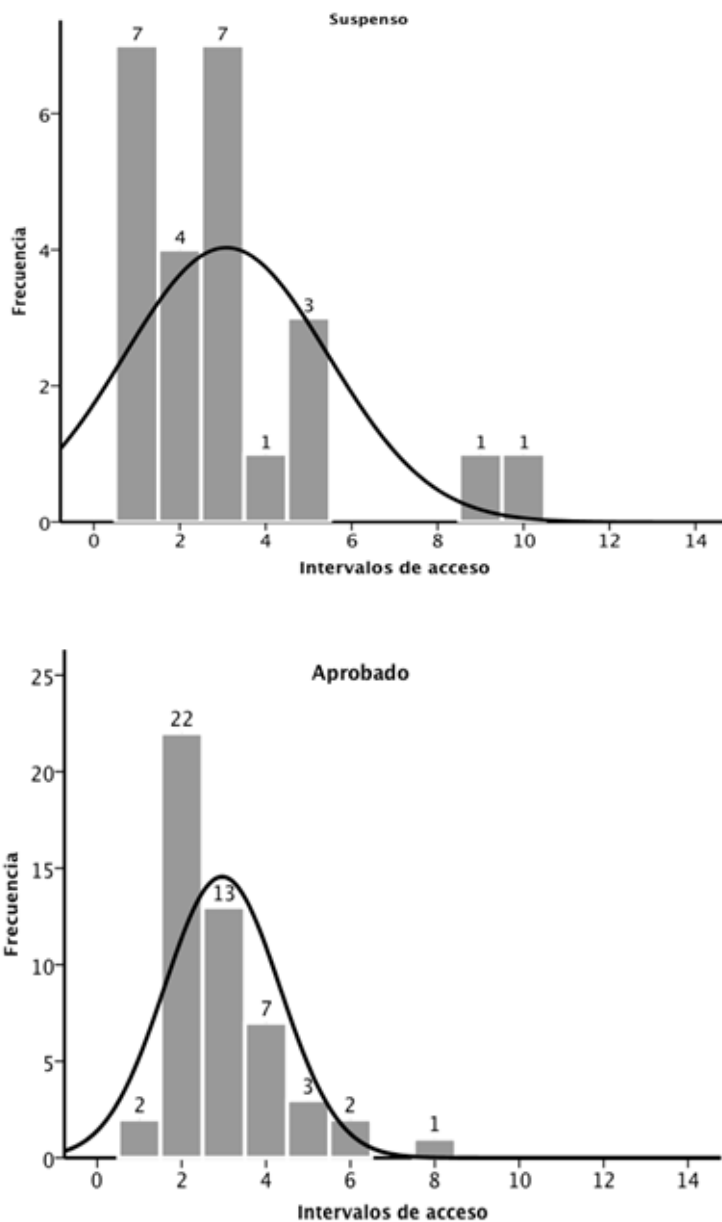 Suspenso
7 7
6
4
4
3
2
1 1 1
0
0 2 4 6 8 10 12 14
Frecuencia
Intervalos de acceso
Aprobado
25
22
20
15
13
10
7
5
2 3 2 1
0
0 2 4 6 8 10 12 14
Frecuencia
Intervalos de acceso